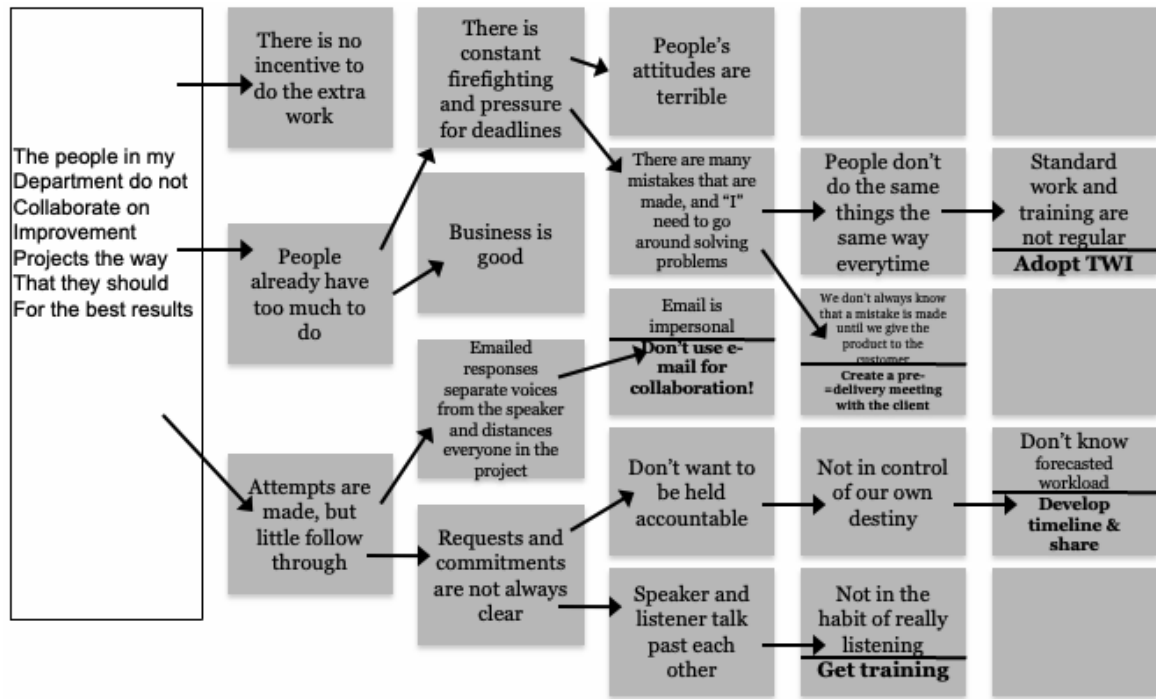 The people in my
Department do not
Collaborate on
Improvement
Projects the way
That they should
For the best results
There is no
incentive to
do the extra
work
People
already have
too much to
do
Attempts are
made, but
little follow
through
There is
constant
firefighting
and pressure
for deadlines
Business is
good
Emailed
responses
separate voices
from the speaker
and distances
everyone in the
project
Requests and
commitments
are not always
clear
People’s
attitudes are
terrible
There are many
mistakes that are
made, and “I” need to go
around solving
problems
Email is
impersonal
Don’t use e-
mail for
collaboration!
Don’t want to
be held
accountable
Speaker and
listener talk
past each
other
People don’t
do the same
things the
same way
everytime
We don’t always know
that a mistake is made
until we give the
product to the
customer
Create a pre-
=delivery meeting
with the client
Not in control
of our own
destiny
Not in the
habit of really
listening
Get training
Standard
work and
training are
not regular
Adopt TWI
Don’t know
forecasted
workload
Develop
timeline &
share